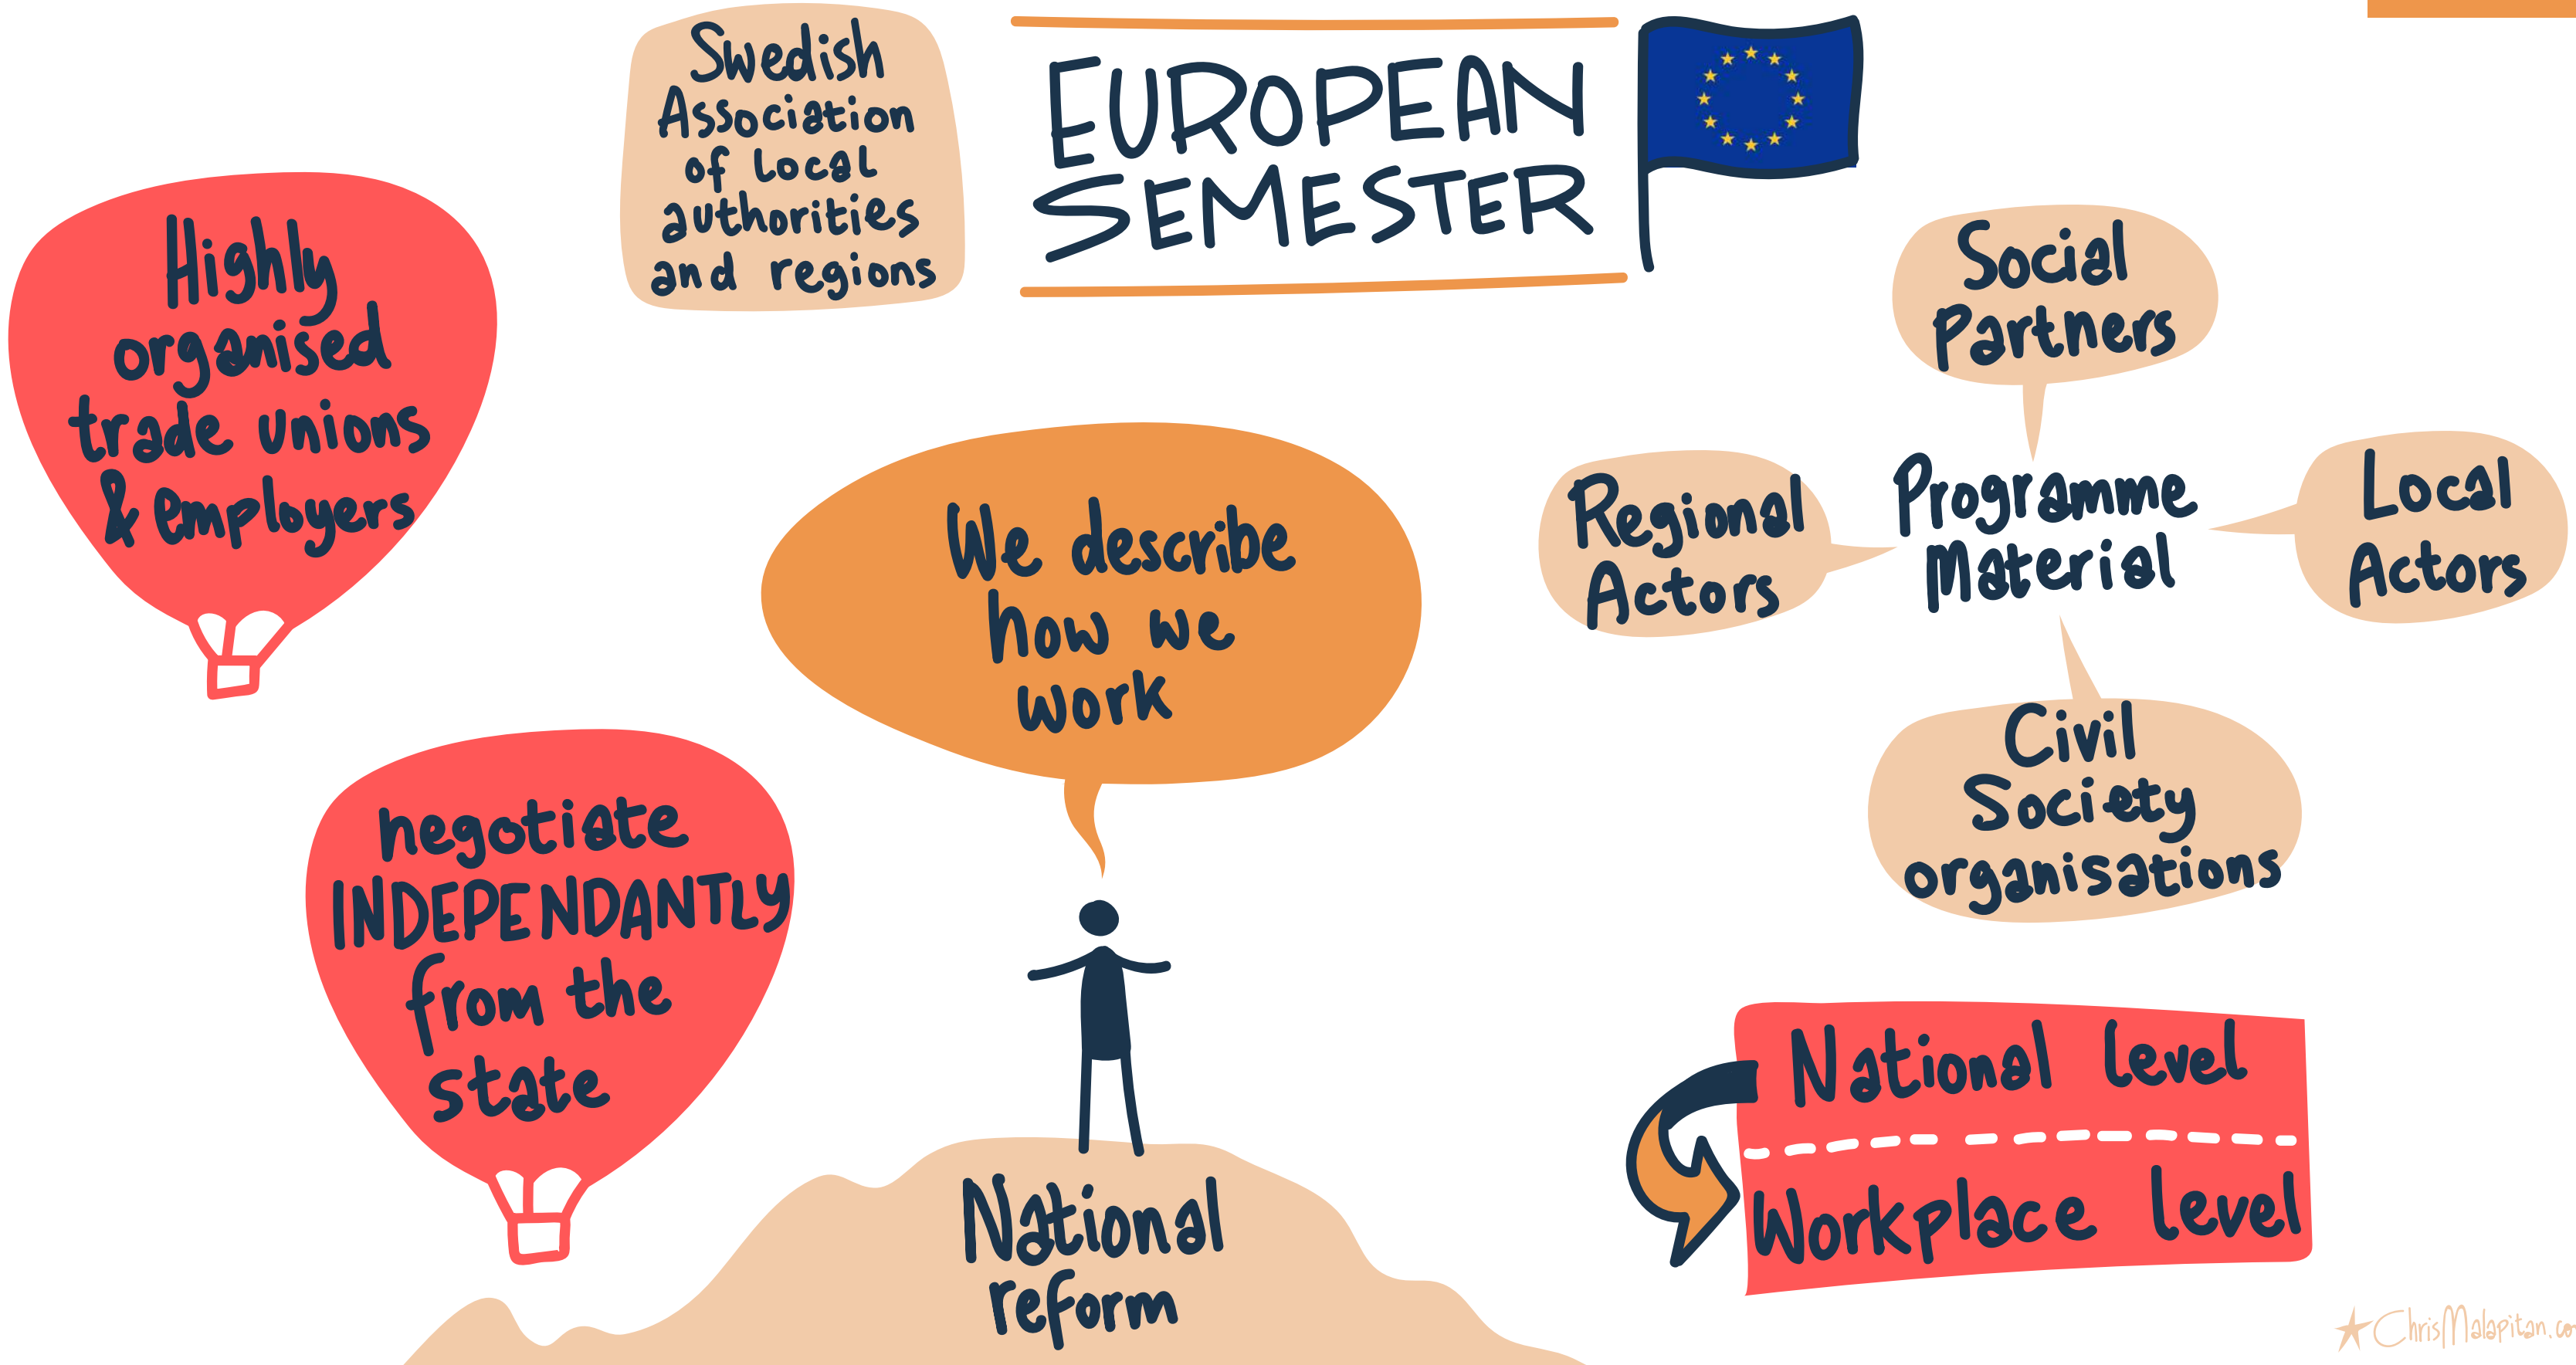 Swedish
Association
of local
authorities
and regions
EUROPEAN
SEMESTER
Highly
organised
trade unions
& employers
negotiate
INDEPENDANTLY
from the
state
We describe
how we
work
National
reform
Social
Partners
Regional
Actors
Programme
Material
Local
Actors
Civil
Society
organisations
National level
Workplace level